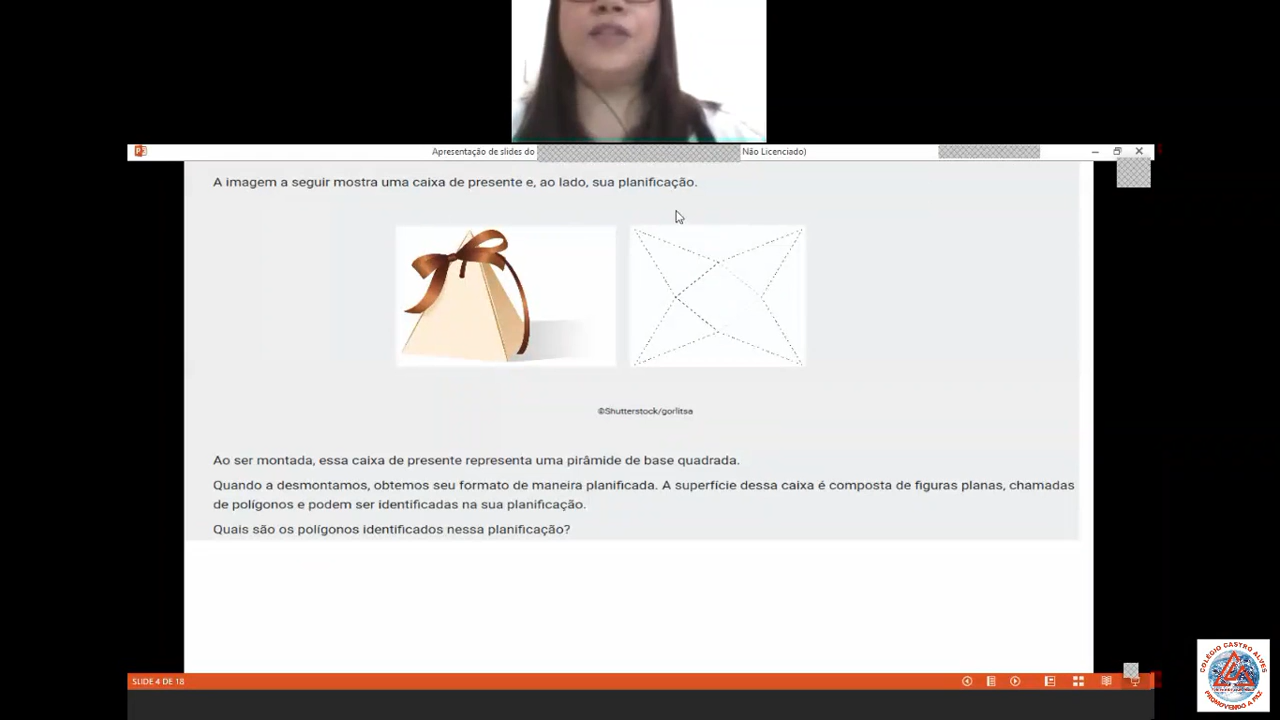 Apresentação de slides do
Não Licenciado)
A imagem a seguir mostra uma caixa de presente e, ao lado, sua planificação.
©Shutterstock/gorlitsa
Ao ser montada, essa caixa de presente representa uma pirâmide de base quadrada.
Quando a desmontamos, obtemos seu formato de maneira planificada. A superfície dessa caixa é composta de figuras planas, chamadas
de polígonos e podem ser identificadas na sua planificação.
Quais são os polígonos identificados nessa planificação?
SLIDE 4 DE 18
COLÉGIO CASTRO ALVES
PROMOVENDO A PAZ